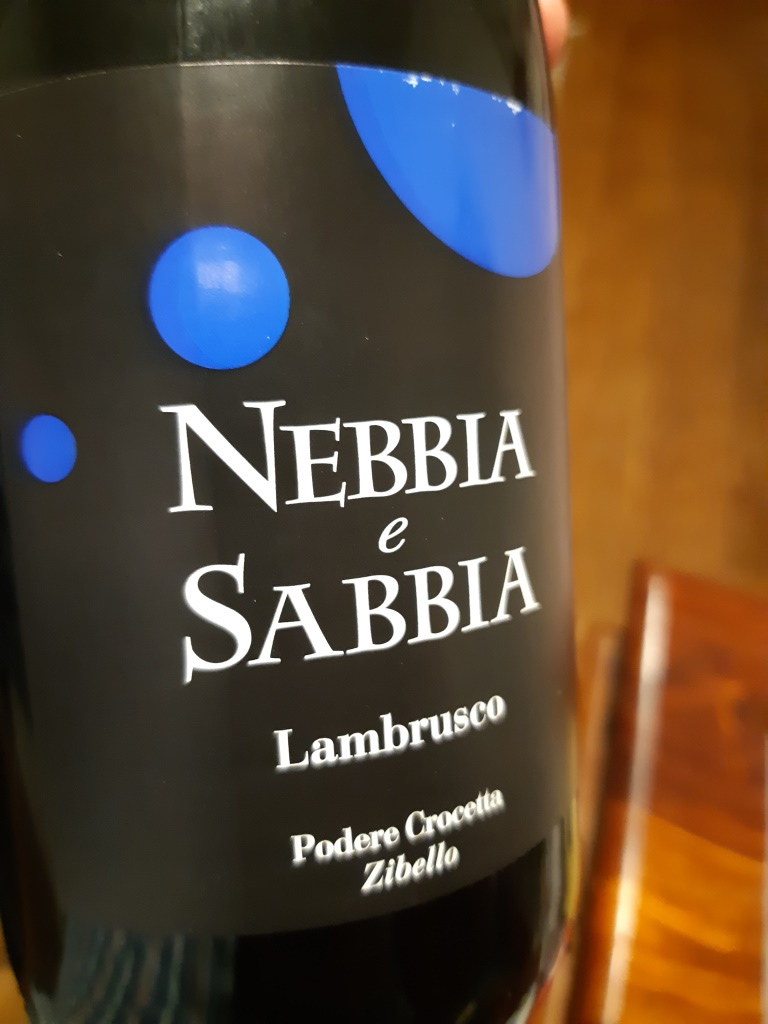 NEBBIA
e
SABBIA
Lambrusco
Podere Crocetta
Zibello